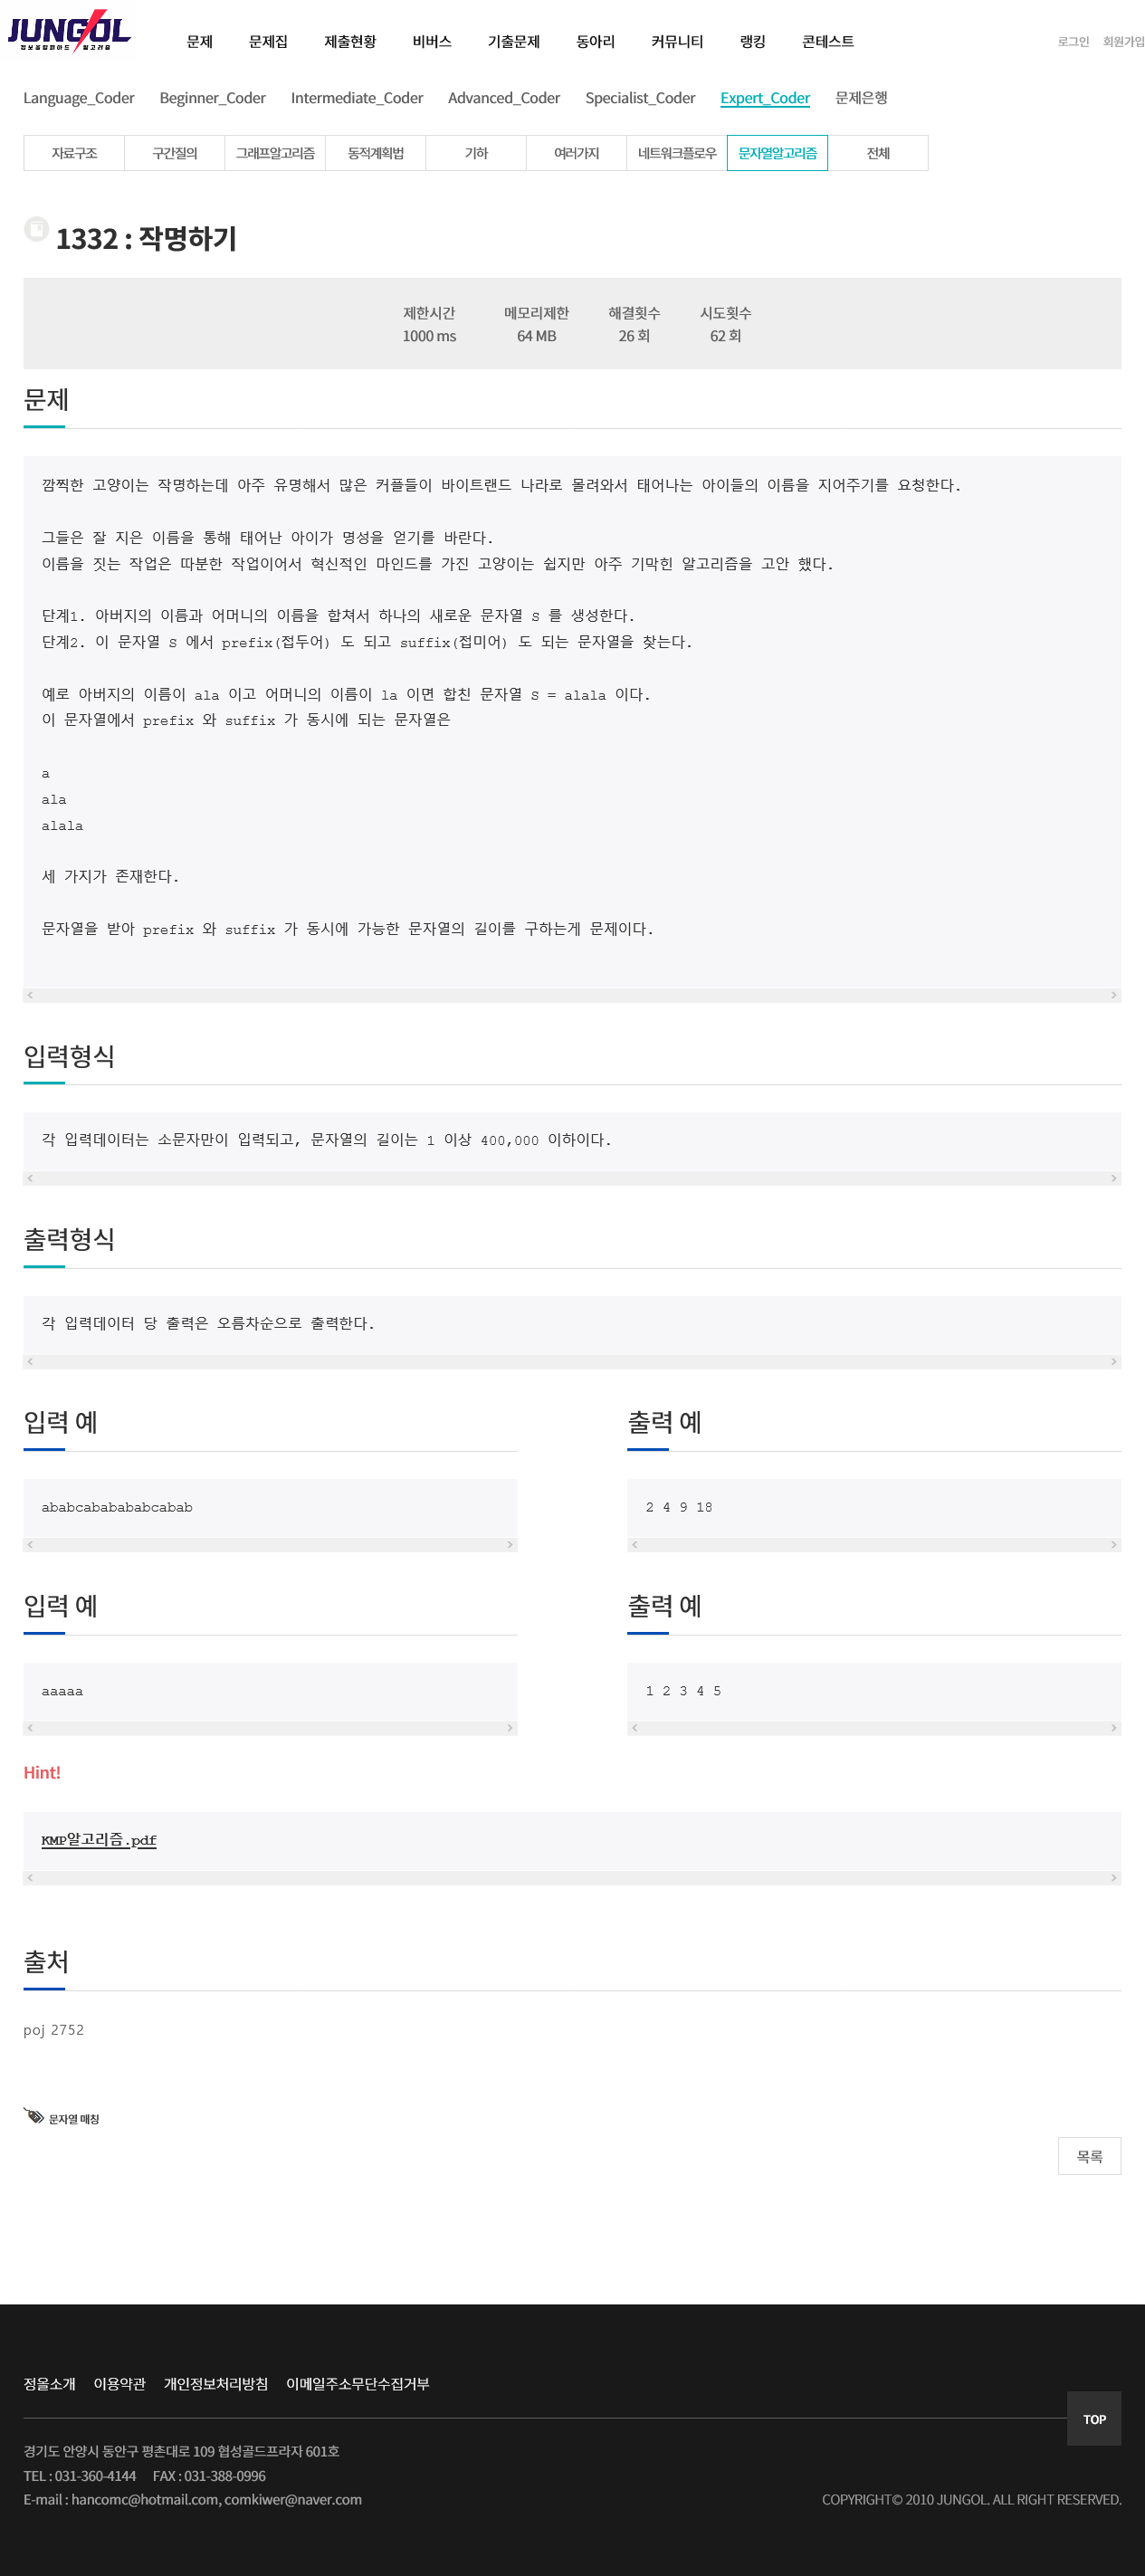 JUNGOL
정보올림피아드 알고리즘
문제 문제집 제출현황 비버스 기출문제 동아리 커뮤니티 랭킹 콘테스트 로그인 회원가입
Language_Coder Beginner_Coder Intermediate_Coder Advanced_Coder Specialist_Coder Expert_Coder 문제은행
자료구조 구간질의 그래프알고리즘 동적계획법 기하 여러가지 네트워크플로우 문자열알고리즘 전체
1332 : 작명하기
제한시간 메모리제한 해결횟수 시도횟수
1000 ms 64 MB 26 회 62 회
문제
깜찍한 고양이는 작명하는데 아주 유명해서 많은 커플들이 바이트랜드 나라로 몰려와서 태어나는 아이들의 이름을 지어주기를 요청한다.
그들은 잘 지은 이름을 통해 태어난 아이가 명성을 얻기를 바란다.
이름을 짓는 작업은 따분한 작업이어서 혁신적인 마인드를 가진 고양이는 쉽지만 아주 기막힌 알고리즘을 고안 했다.
단계1. 아버지의 이름과 어머니의 이름을 합쳐서 하나의 새로운 문자열 S 를 생성한다.
단계2. 이 문자열 S 에서 prefix(접두어) 도 되고 suffix(접미어) 도 되는 문자열을 찾는다.
예로 아버지의 이름이 ala 이고 어머니의 이름이 la 이면 합친 문자열 S = alala 이다.
이 문자열에서 prefix 와 suffix 가 동시에 되는 문자열은
a
ala
alala
세 가지가 존재한다.
문자열을 받아 prefix 와 suffix 가 동시에 가능한 문자열의 길이를 구하는게 문제이다.
입력형식
각 입력데이터는 소문자만이 입력되고, 문자열의 길이는 1 이상 400,000 이하이다.
출력형식
각 입력데이터 당 출력은 오름차순으로 출력한다.
입력 예 출력 예
ababcababababcabab 2 4 9 18
입력 예 출력 예
aaaaa 1 2 3 4 5
Hint!
KMP알고리즘.pdf
출처
poj 2752
문자열 매칭
목록
정올소개 이용약관 개인정보처리방침 이메일주소무단수집거부
TOP
경기도 안양시 동안구 평촌대로 109 협성골드프라자 601호
TEL : 031-360-4144 FAX : 031-388-0996
E-mail : hancomc@hotmail.com, comkiwer@naver.com COPYRIGHT© 2010 JUNGOL. ALL RIGHT RESERVED.